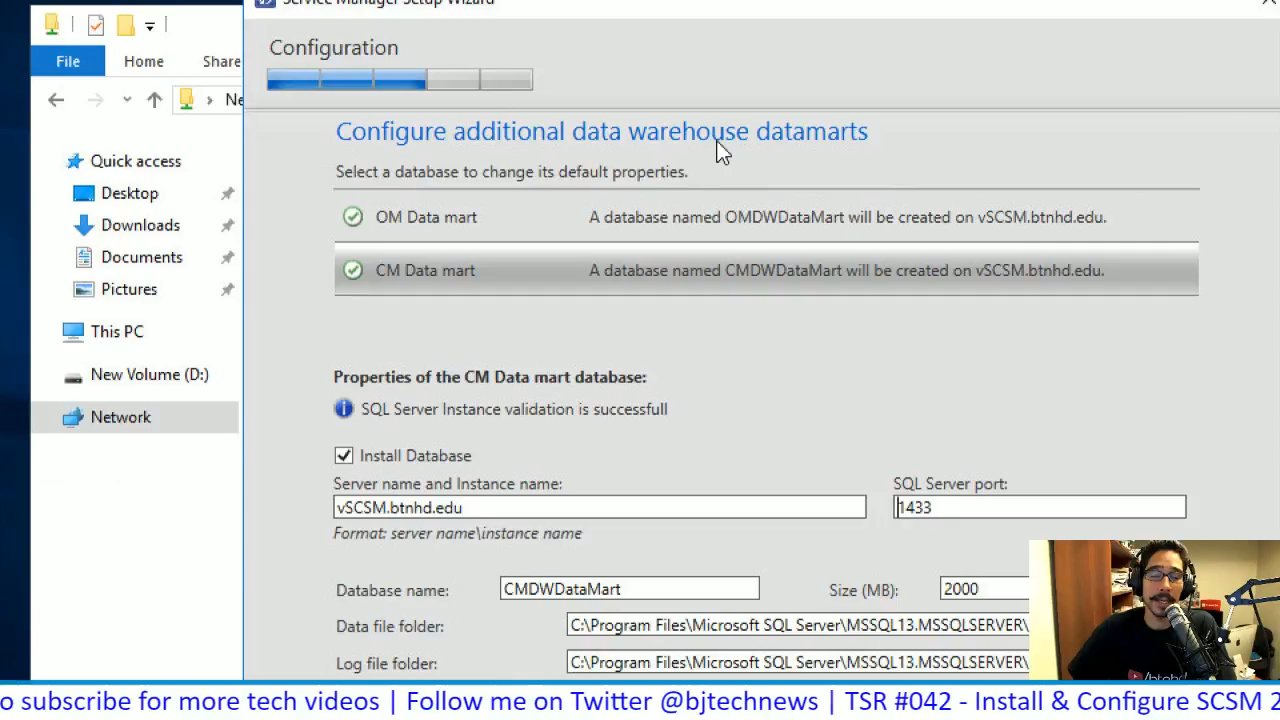 Service Manager Setup Wizard
File Home Share
Ne
Quick access
Desktop
Downloads
Documents
Pictures
This PC
New Volume (D:)
Network
Configuration
Configure additional data warehouse datamarts
Select a database to change its default properties.
OM Data mart A database named OMDWDataMart will be created on vSCSM.btnhd.edu.
CM Data mart A database named CMDWDataMart will be created on vSCSM.btnhd.edu.
Properties of the CM Data mart database:
SQL Server Instance validation is successfull
Install Database
Server name and Instance name: SQL Server port:
vSCSM.btnhd.edu 1433
Format: server name\instance name
Database name: CMDWDataMart Size (MB): 2000
Data file folder: C:\Program Files\Microsoft SQL Server\MSSQL13.MSSQLSERVER\
Log file folder: C:\Program Files\Microsoft SQL Server\MSSQL13.MSSQLSERVER\
o subscribe for more tech videos | Follow me on Twitter @bjtechnews | TSR #042 - Install & Configure SCSM 2